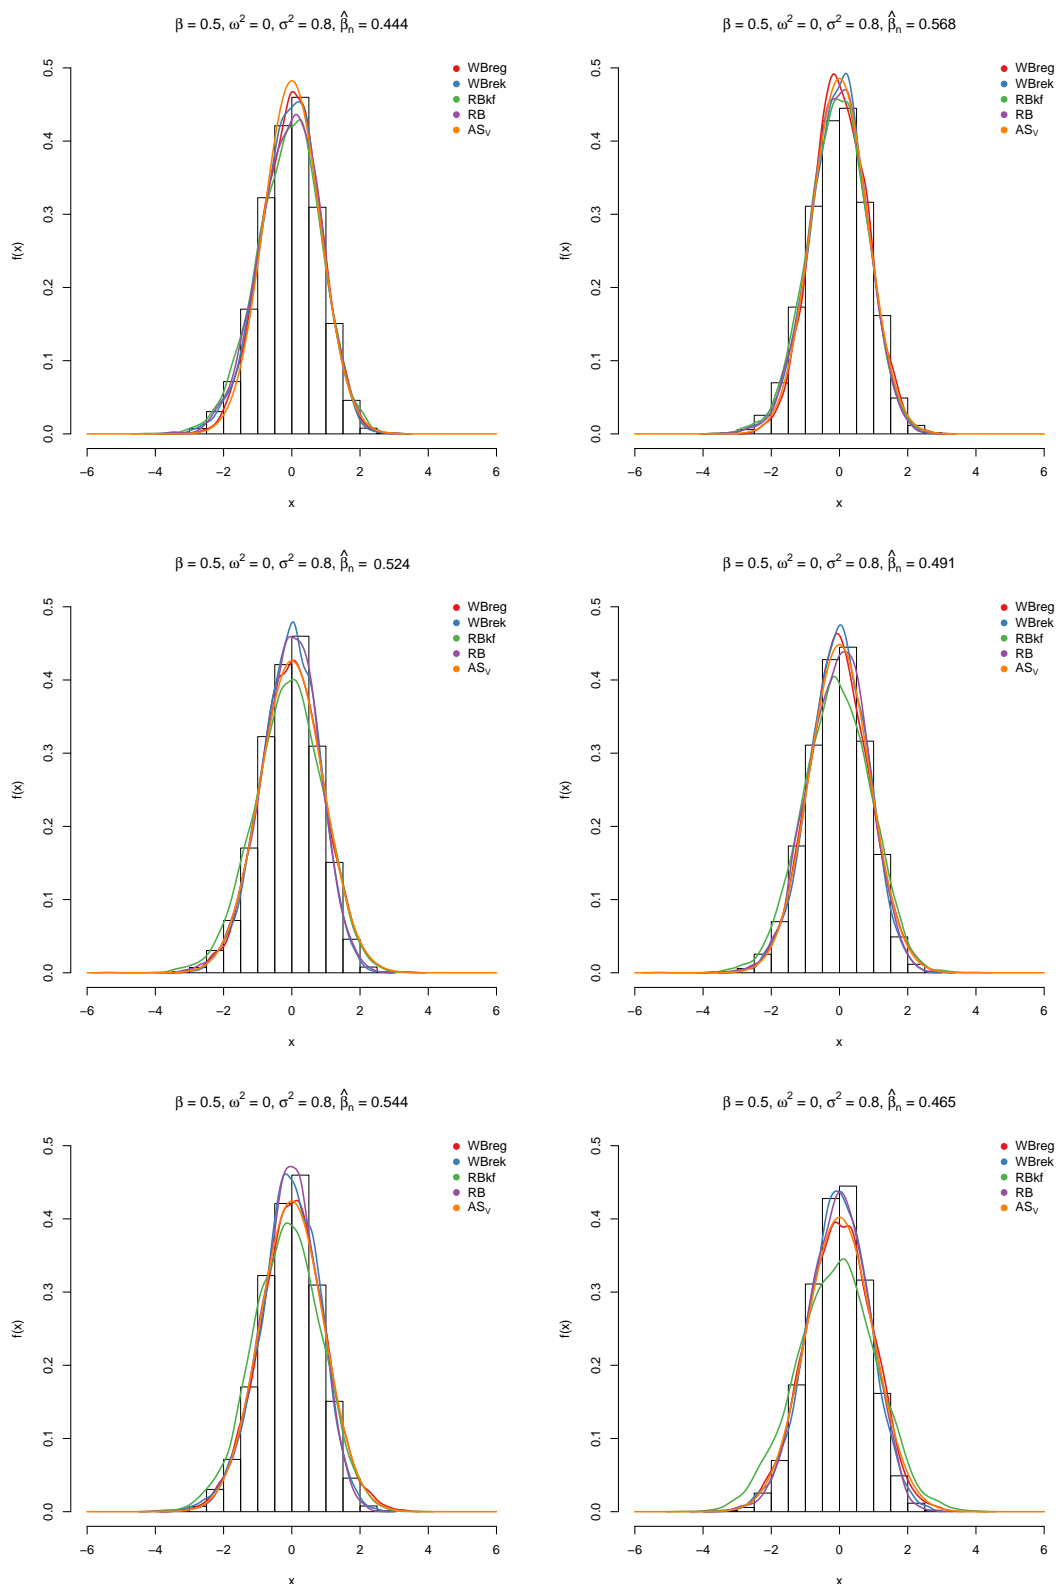 β = 0.5, ω² = 0, σ² = 0.8, β̂ₙ = 0.444
0.5
0.4
0.3
0.2
0.1
0.0
f(x)
WBreg
WBrek
RBkf
RB
ASᵥ
−6 −4 −2 0 2 4 6
x
β = 0.5, ω² = 0, σ² = 0.8, β̂ₙ = 0.568
0.5
0.4
0.3
0.2
0.1
0.0
f(x)
WBreg
WBrek
RBkf
RB
ASᵥ
−6 −4 −2 0 2 4 6
x
β = 0.5, ω² = 0, σ² = 0.8, β̂ₙ = 0.524
0.5
0.4
0.3
0.2
0.1
0.0
f(x)
WBreg
WBrek
RBkf
RB
ASᵥ
−6 −4 −2 0 2 4 6
x
β = 0.5, ω² = 0, σ² = 0.8, β̂ₙ = 0.491
0.5
0.4
0.3
0.2
0.1
0.0
f(x)
WBreg
WBrek
RBkf
RB
ASᵥ
−6 −4 −2 0 2 4 6
x
β = 0.5, ω² = 0, σ² = 0.8, β̂ₙ = 0.544
0.5
0.4
0.3
0.2
0.1
0.0
f(x)
WBreg
WBrek
RBkf
RB
ASᵥ
−6 −4 −2 0 2 4 6
x
β = 0.5, ω² = 0, σ² = 0.8, β̂ₙ = 0.465
0.5
0.4
0.3
0.2
0.1
0.0
f(x)
WBreg
WBrek
RBkf
RB
ASᵥ
−6 −4 −2 0 2 4 6
x